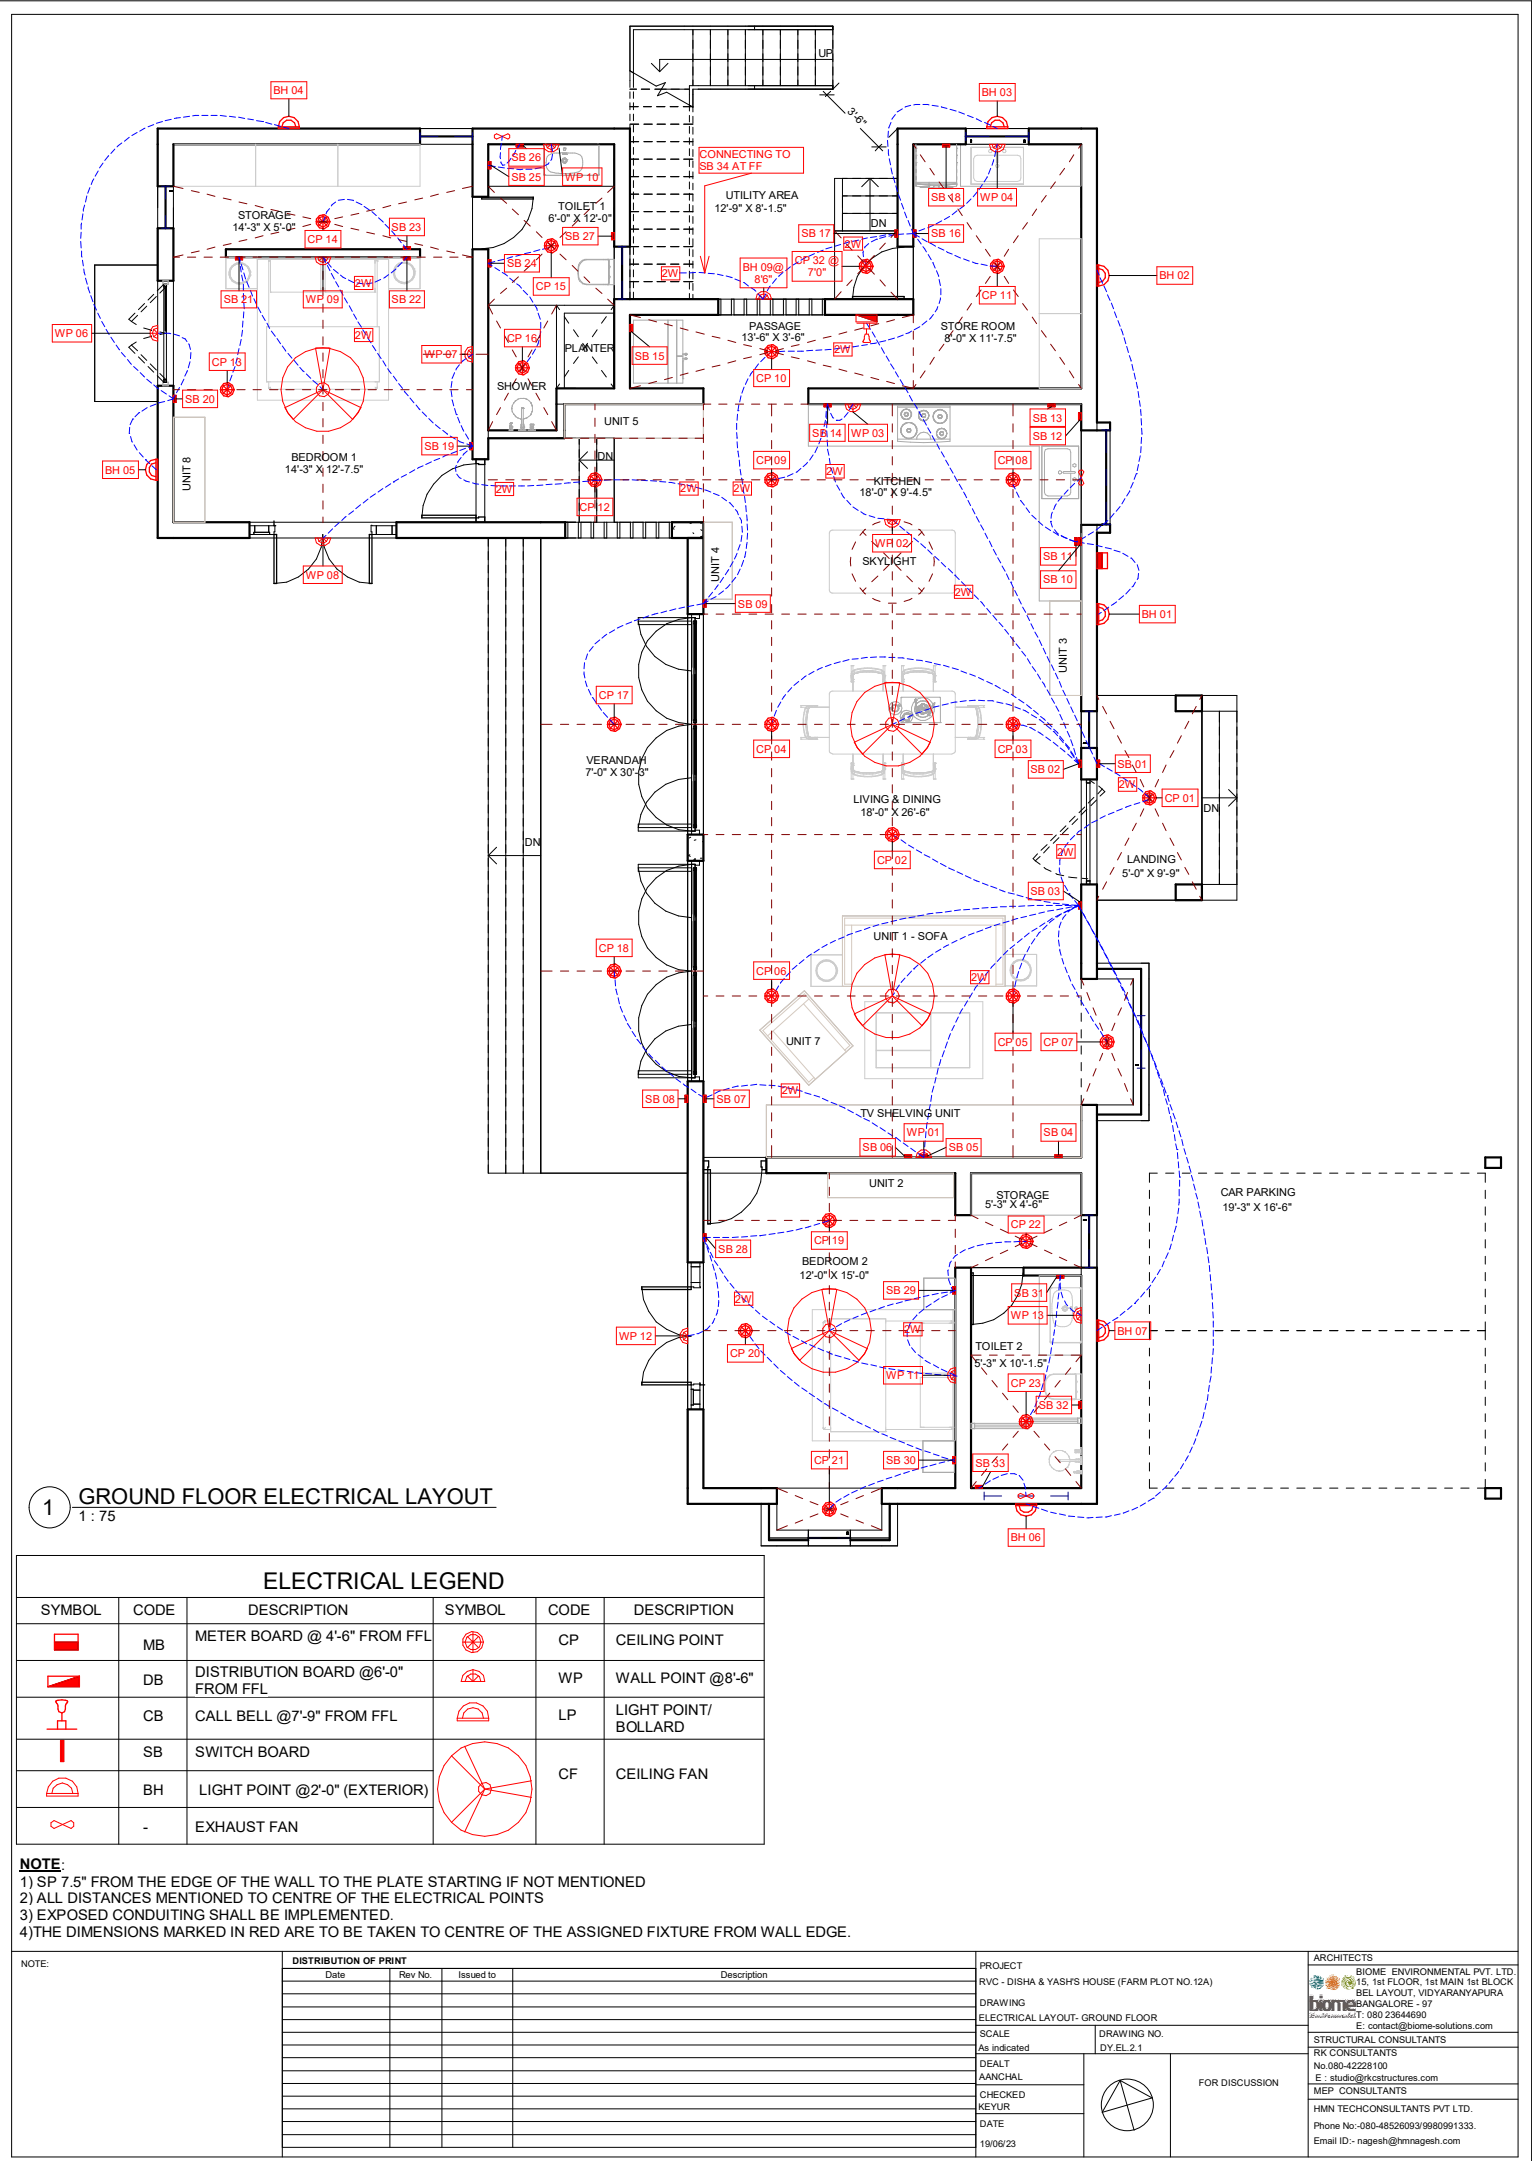 UP
BH 04
BH 03
3'-6"
CONNECTING TO
SB 34 AT FF
SB 26
SB 25
WP 10
UTILITY AREA
12'-9" X 8'-1.5"
SB 18
WP 04
STORAGE
14'-3" X 5'-0"
CP 14
SB 23
TOILET 1
6'-0" X 12'-0"
SB 27
DN
SB 17
2W
SB 16
SB 24
CP 15
2W
BH 09@
8'6"
CP 32 @
7'0"
CP 11
BH 02
SB 21
WP 09
2W
SB 22
WP 06
2W
CP 16
PLANTER
PASSAGE
13'-6" X 3'-6"
STORE ROOM
8'-0" X 11'-7.5"
CP 13
WP 07
SB 15
2W
CP 10
SHOWER
SB 20
UNIT 5
SB 14
WP 03
SB 13
SB 12
SB 19
BH 05
UNIT 8
BEDROOM 1
14'-3" X 12'-7.5"
DN
CP 09
2W
CP 08
KITCHEN
18'-0" X 9'-4.5"
2W
2W
2W
CP 12
WP 02
SKYLIGHT
SB 11
SB 10
WP 08
UNIT 4
2W
SB 09
BH 01
UNIT 3
CP 17
CP 04
CP 03
VERANDAH
7'-0" X 30'-3"
SB 02
SB 01
2W
CP 01
LIVING & DINING
18'-0" X 26'-6"
DN
DN
CP 02
2W
LANDING
5'-0" X 9'-9"
SB 03
UNIT 1 - SOFA
CP 18
CP 06
2W
UNIT 7
CP 05
CP 07
2W
SB 08
SB 07
TV SHELVING UNIT
WP 01
SB 06
SB 05
SB 04
UNIT 2
STORAGE
5'-3" X 4'-6"
CAR PARKING
19'-3" X 16'-6"
CP 22
CP 19
SB 28
BEDROOM 2
12'-0" X 15'-0"
SB 29
SB 31
2W
WP 13
WP 12
2W
BH 07
CP 20
TOILET 2
5'-3" X 10'-1.5"
WP 11
CP 23
SB 32
CP 21
SB 30
SB 33
BH 06
1
GROUND FLOOR ELECTRICAL LAYOUT
1 : 75
ELECTRICAL LEGEND
SYMBOL CODE DESCRIPTION SYMBOL CODE DESCRIPTION
MB METER BOARD @ 4'-6" FROM FFL CP CEILING POINT
DB DISTRIBUTION BOARD @6'-0"
FROM FFL
WP WALL POINT @8'-6"
CB CALL BELL @7'-9" FROM FFL LP LIGHT POINT/
BOLLARD
SB SWITCH BOARD
CF CEILING FAN
BH LIGHT POINT @2'-0" (EXTERIOR)
- EXHAUST FAN
NOTE:
1) SP 7.5" FROM THE EDGE OF THE WALL TO THE PLATE STARTING IF NOT MENTIONED
2) ALL DISTANCES MENTIONED TO CENTRE OF THE ELECTRICAL POINTS
3) EXPOSED CONDUITING SHALL BE IMPLEMENTED.
4)THE DIMENSIONS MARKED IN RED ARE TO BE TAKEN TO CENTRE OF THE ASSIGNED FIXTURE FROM WALL EDGE.
NOTE:
DISTRIBUTION OF PRINT
Date Rev No. Issued to Description
PROJECT
RVC - DISHA & YASH'S HOUSE (FARM PLOT NO.12A)
DRAWING
ELECTRICAL LAYOUT- GROUND FLOOR
SCALE
As indicated
DRAWING NO.
DY.EL.2.1
DEALT
AANCHAL
CHECKED
KEYUR
DATE
19/06/23
FOR DISCUSSION
ARCHITECTS
biome
BIOME ENVIRONMENTAL PVT. LTD.
15, 1st FLOOR, 1st MAIN 1st BLOCK
BEL LAYOUT, VIDYARANYAPURA
BANGALORE - 97
T: 080 23644690
E: contact@biome-solutions.com
STRUCTURAL CONSULTANTS
RK CONSULTANTS
No.080-42228100
E : studio@rkcstructures.com
MEP CONSULTANTS
HMN TECHCONSULTANTS PVT LTD.
Phone No:-080-48526093/9980991333.
Email ID:- nagesh@hmnagesh.com